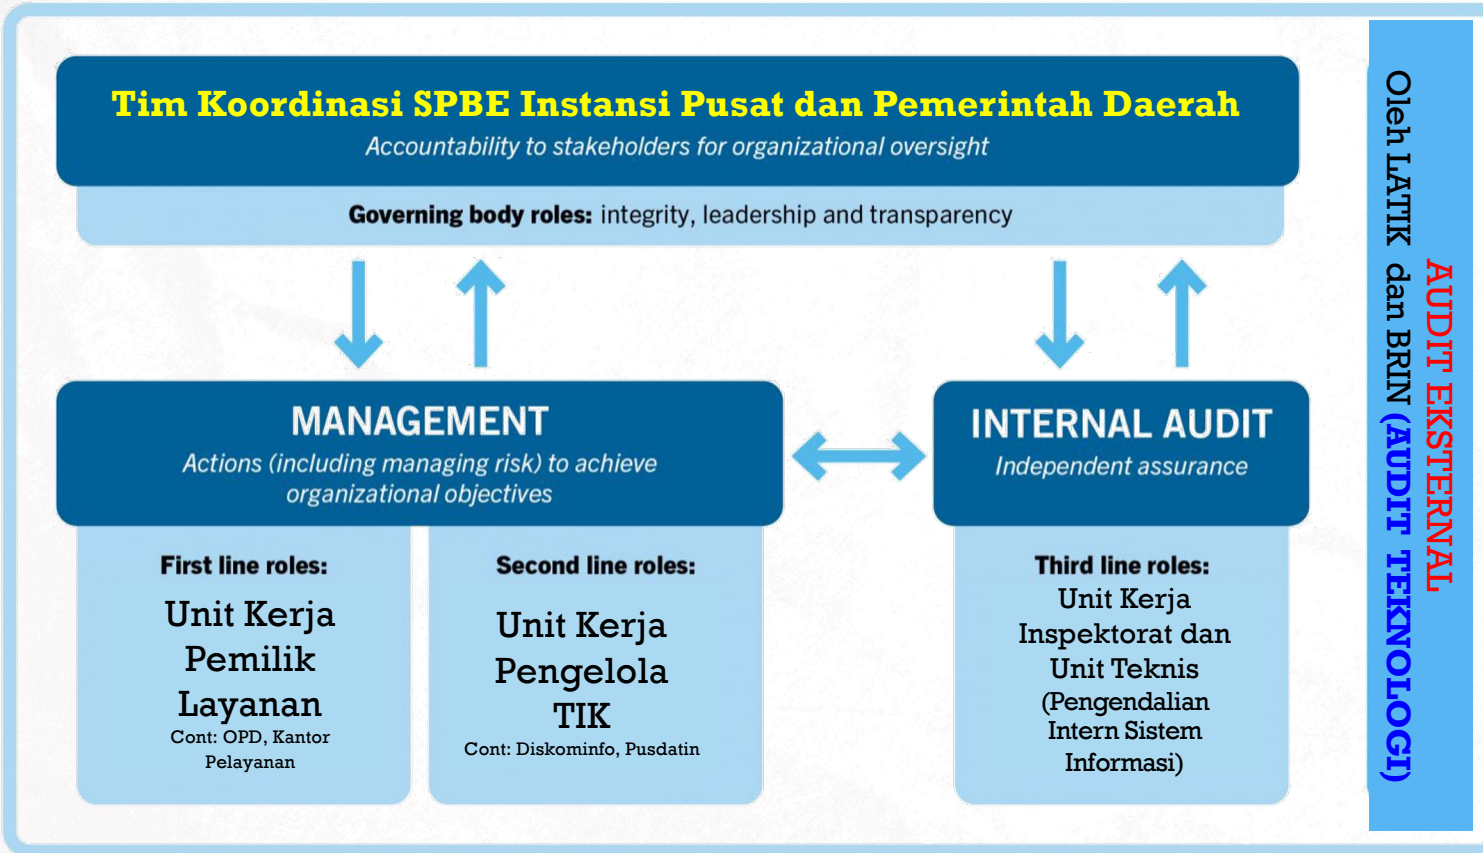 Tim Koordinasi SPBE Instansi Pusat dan Pemerintah Daerah
Accountability to stakeholders for organizational oversight
Governing body roles: integrity, leadership and transparency
MANAGEMENT
Actions (including managing risk) to achieve
organizational objectives
First line roles:
Unit Kerja
Pemilik
Layanan
Cont: OPD, Kantor
Pelayanan
Second line roles:
Unit Kerja
Pengelola
TIK
Cont: Diskominfo, Pusdatin
INTERNAL AUDIT
Independent assurance
Third line roles:
Unit Kerja
Inspektorat dan
Unit Teknis
(Pengendalian
Intern Sistem
Informasi)
AUDIT EKSTERNAL
Oleh LATIK dan BRIN (AUDIT TEKNOLOGI)